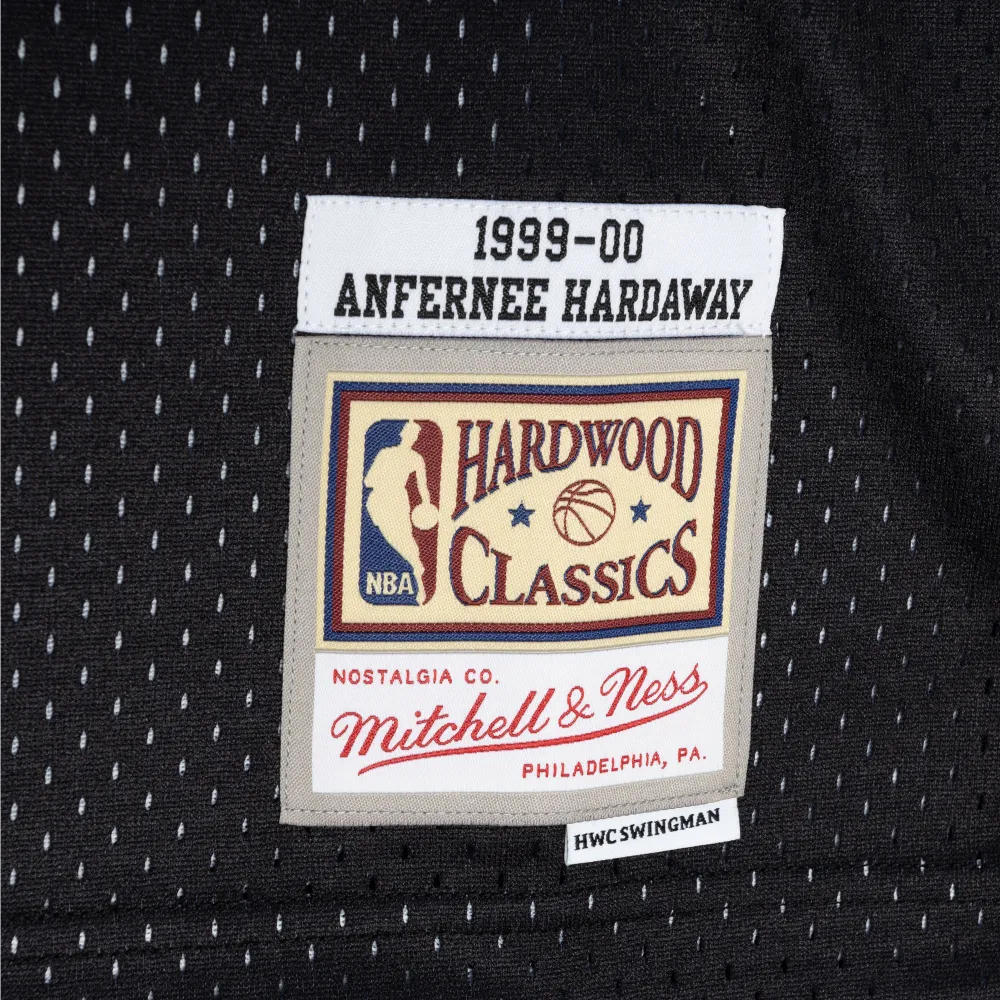 1999-00
ANFERNEE HARDAWAY
HARDWOOD
CLASSICS
NBA
NOSTALGIA CO.
Mitchell & Ness
PHILADELPHIA, PA.
HWC SWINGMAN